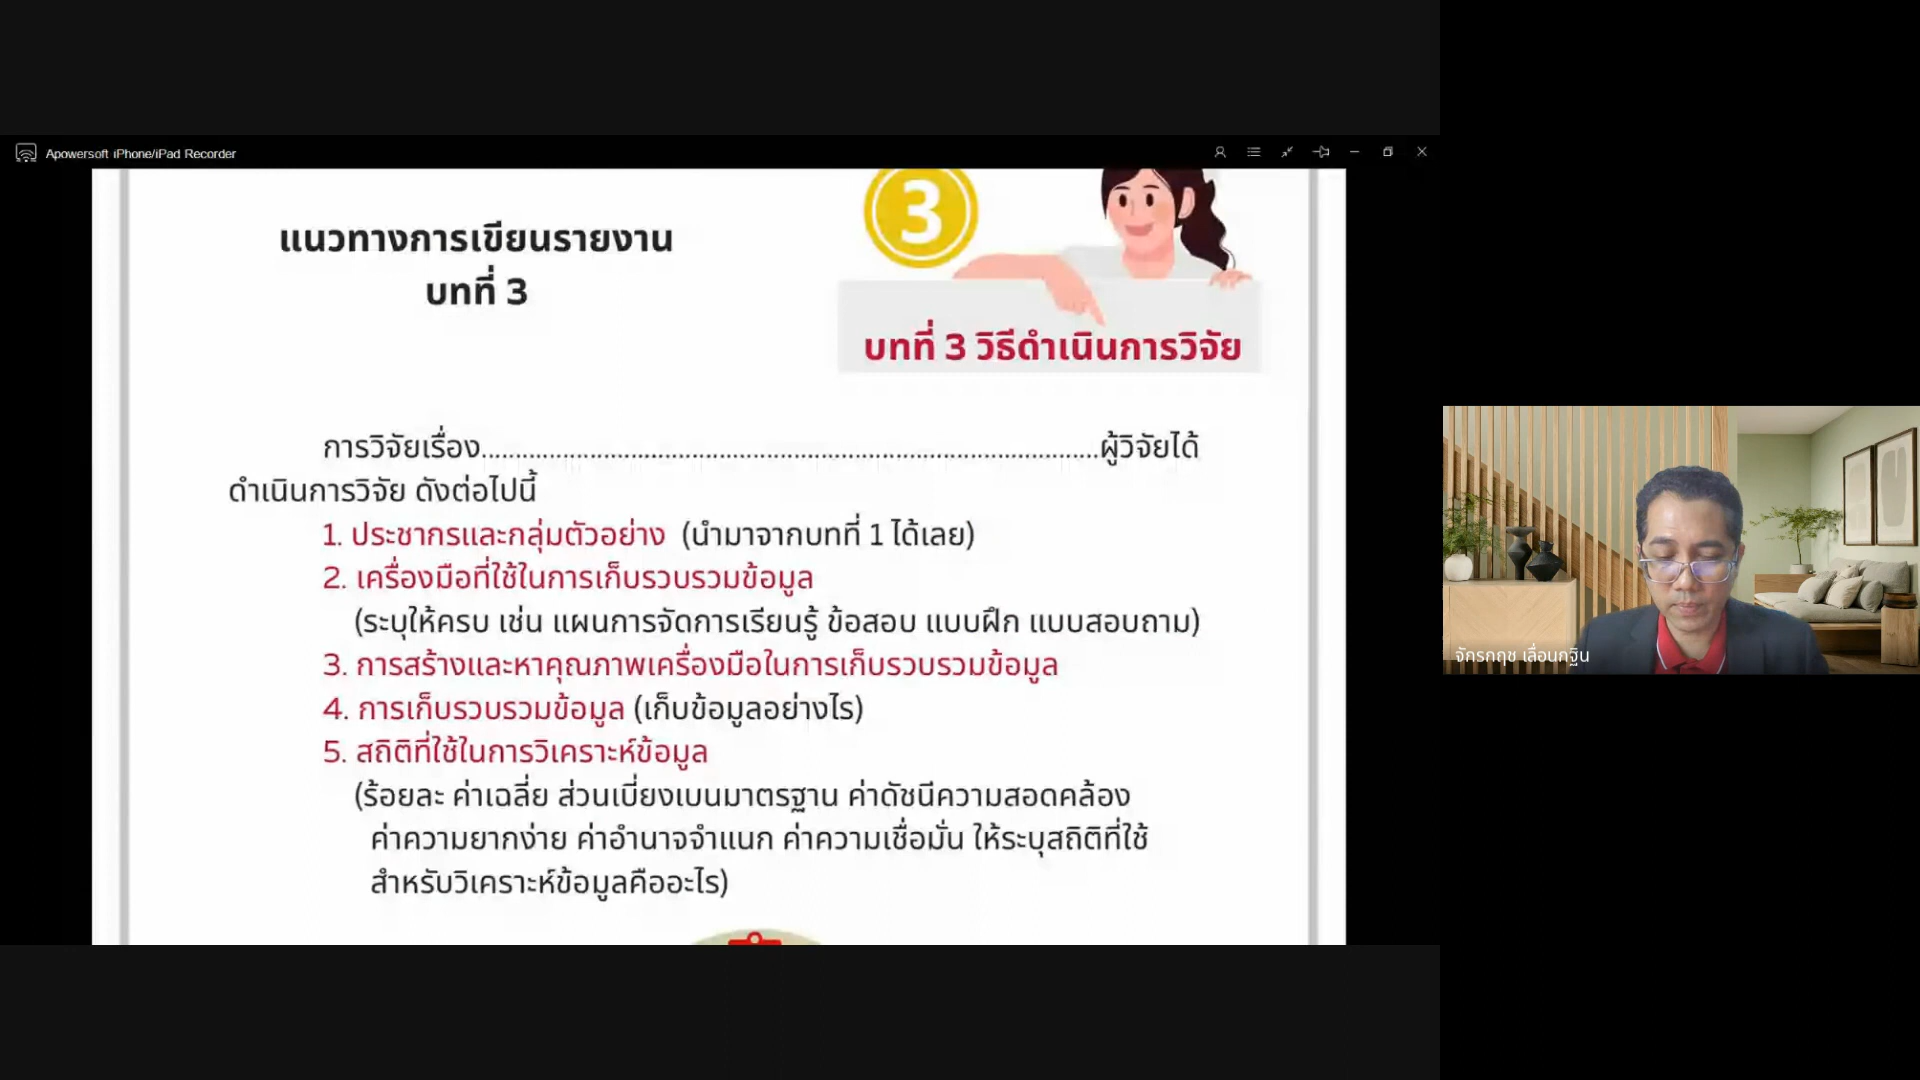 Apowersoft iPhone/iPad Recorder
3
แนวทางการเขียนรายงาน
บทที่ 3
บทที่ 3 วิธีดำเนินการวิจัย
การวิจัยเรื่อง............................................................................................ผู้วิจัยได้
ดำเนินการวิจัย ดังต่อไปนี้
1. ประชากรและกลุ่มตัวอย่าง (นำมาจากบทที่ 1 ได้เลย)
2. เครื่องมือที่ใช้ในการเก็บรวบรวมข้อมูล
(ระบุให้ครบ เช่น แผนการจัดการเรียนรู้ ข้อสอบ แบบฝึก แบบสอบถาม)
3. การสร้างและหาคุณภาพเครื่องมือในการเก็บรวบรวมข้อมูล
4. การเก็บรวบรวมข้อมูล (เก็บข้อมูลอย่างไร)
5. สถิติที่ใช้ในการวิเคราะห์ข้อมูล
(ร้อยละ ค่าเฉลี่ย ส่วนเบี่ยงเบนมาตรฐาน ค่าดัชนีความสอดคล้อง
ค่าความยากง่าย ค่าอำนาจจำแนก ค่าความเชื่อมั่น ให้ระบุสถิติที่ใช้
สำหรับวิเคราะห์ข้อมูลคืออะไร)
จักรกฤช เลื่อนกฐิน